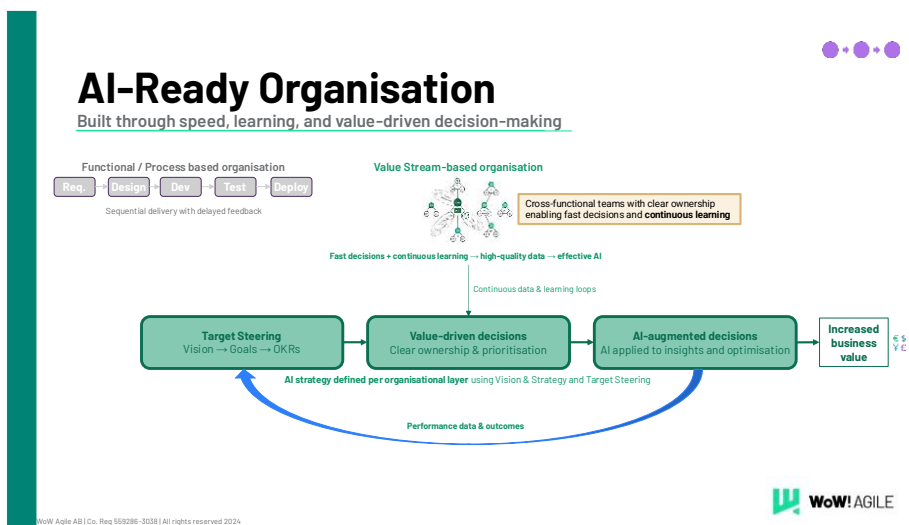 AI-Ready Organisation
Built through speed, learning, and value-driven decision-making
Functional / Process based organisation
Req.
Design
Dev
Test
Deploy
Sequential delivery with delayed feedback
Value Stream-based organisation
Cross-functional teams with clear ownership
enabling fast decisions and continuous learning
Fast decisions + continuous learning → high-quality data → effective AI
Continuous data & learning loops
Target Steering
Vision → Goals → OKRs
Value-driven decisions
Clear ownership & prioritisation
AI-augmented decisions
AI applied to insights and optimisation
Increased
business
value
€ $
¥ £
AI strategy defined per organisational layer using Vision & Strategy and Target Steering
Performance data & outcomes
WOW! AGILE
WoW Agile AB | Co. Reg 559286-3038 | All rights reserved 2024